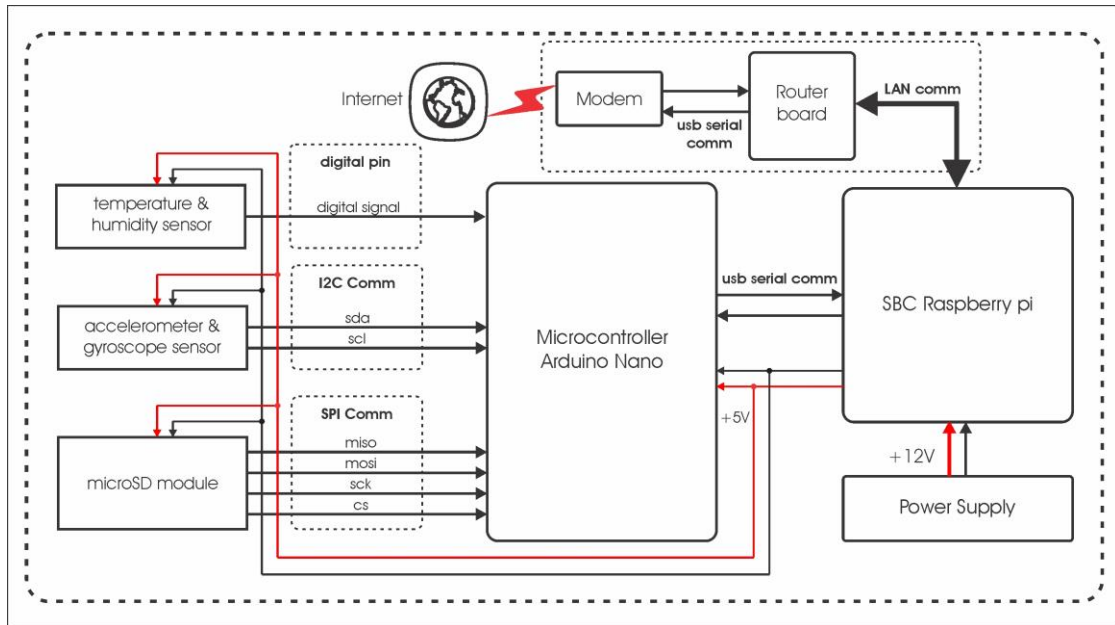 Internet
Modem
Router
board
LAN comm
usb serial
comm
digital pin
temperature &
humidity sensor
digital signal
I2C Comm
accelerometer &
gyroscope sensor
sda
scl
Microcontroller
Arduino Nano
usb serial comm
SBC Raspberry pi
SPI Comm
+5V
microSD module
miso
mosi
sck
cs
+12V
Power Supply